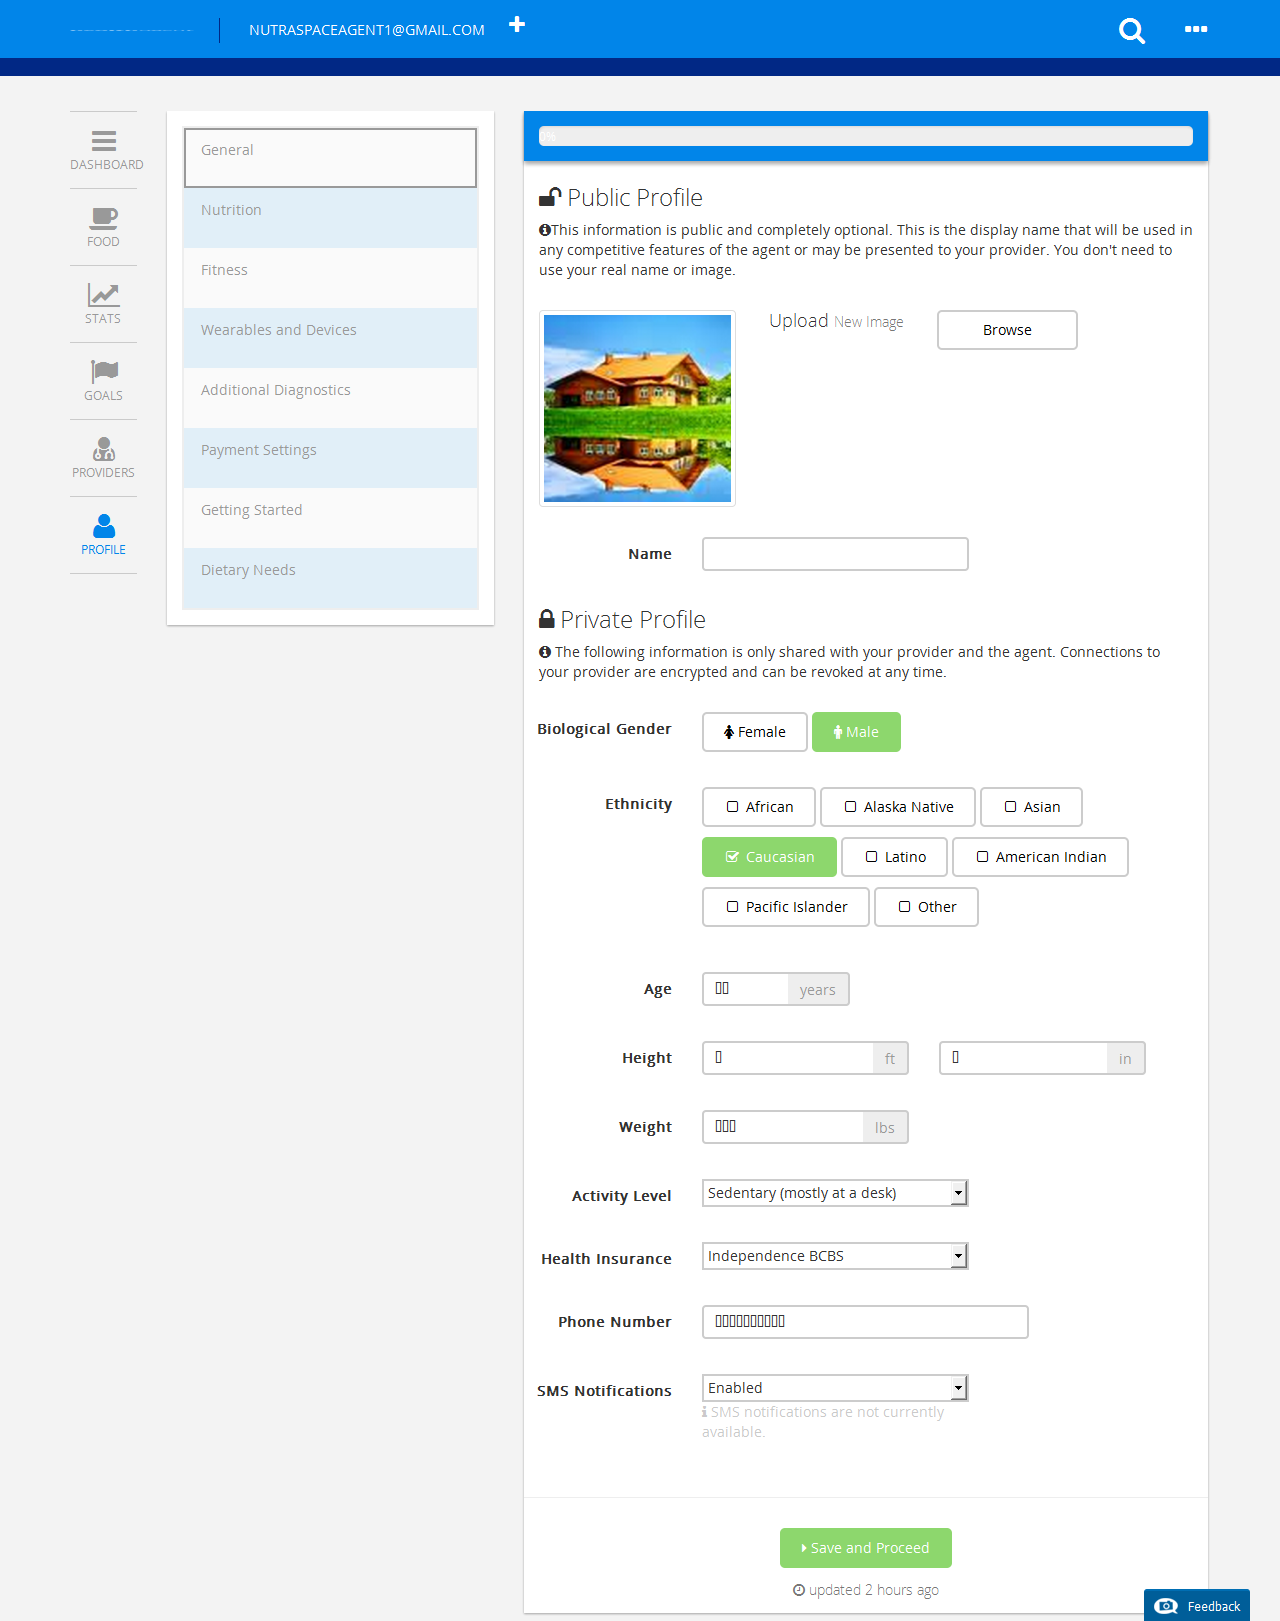 NUTRASPACEAGENT1@GMAIL.COM
DASHBOARD
FOOD
STATS
GOALS
PROVIDERS
PROFILE
General
Nutrition
Fitness
Wearables and Devices
Additional Diagnostics
Payment Settings
Getting Started
Dietary Needs
0%
Public Profile
This information is public and completely optional. This is the display name that will be used in
any competitive features of the agent or may be presented to your provider. You don't need to
use your real name or image.
Upload New Image
Browse
Name
Private Profile
The following information is only shared with your provider and the agent. Connections to
your provider are encrypted and can be revoked at any time.
Biological Gender Female Male
Ethnicity African Alaska Native Asian
Caucasian Latino American Indian
Pacific Islander Other
Age years
Height ft in
Weight lbs
Activity Level Sedentary (mostly at a desk)
Health Insurance Independence BCBS
Phone Number
SMS Notifications Enabled
SMS notifications are not currently
available.
Save and Proceed
updated 2 hours ago
Feedback